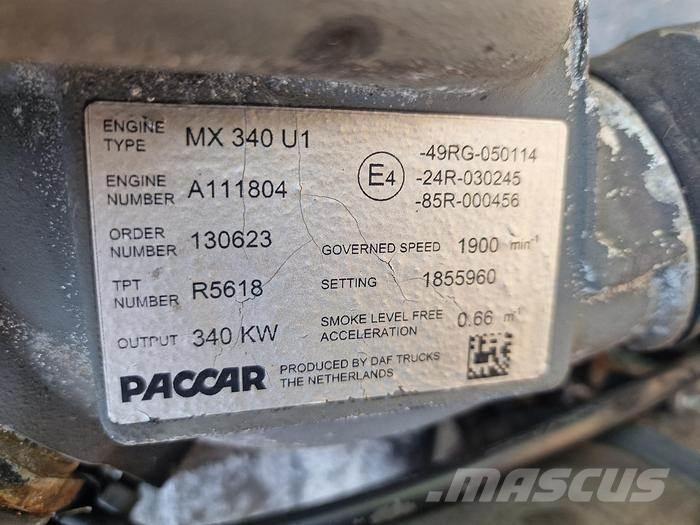 ENGINE TYPE MX 340 U1
ENGINE NUMBER A111804
ORDER NUMBER 130623
TPT NUMBER R5618
OUTPUT 340 KW
E4
-49RG-050114
-24R-030245
-85R-000456
GOVERNED SPEED 1900 min⁻¹
SETTING 1855960
SMOKE LEVEL FREE ACCELERATION 0.66 m⁻¹
PACCAR
PRODUCED BY DAF TRUCKS
THE NETHERLANDS
MASCUS